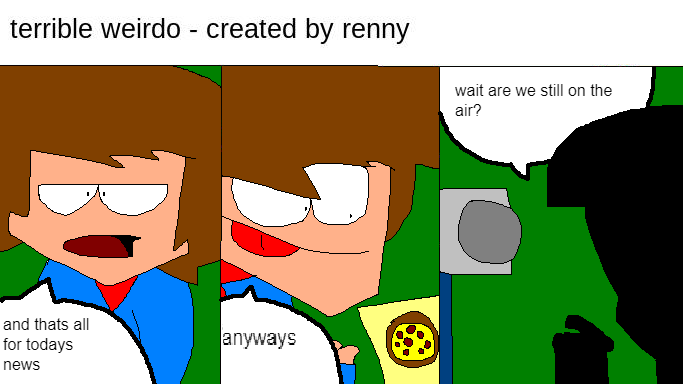 terrible weirdo - created by renny
and thats all
for todays
news
anyways
wait are we still on the
air?